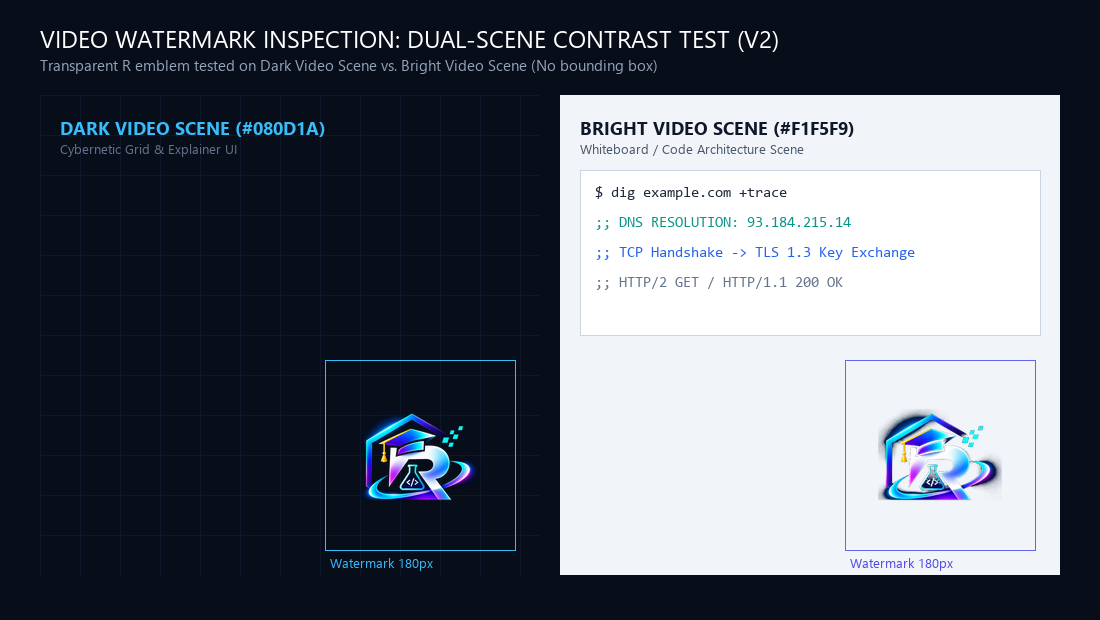 VIDEO WATERMARK INSPECTION: DUAL-SCENE CONTRAST TEST (V2)
Transparent R emblem tested on Dark Video Scene vs. Bright Video Scene (No bounding box)
DARK VIDEO SCENE (#080D1A)
Cybernetic Grid & Explainer UI
R
</>
Watermark 180px
BRIGHT VIDEO SCENE (#F1F5F9)
Whiteboard / Code Architecture Scene
$ dig example.com +trace
;; DNS RESOLUTION: 93.184.215.14
;; TCP Handshake -> TLS 1.3 Key Exchange
;; HTTP/2 GET / HTTP/1.1 200 OK
R
</>
Watermark 180px